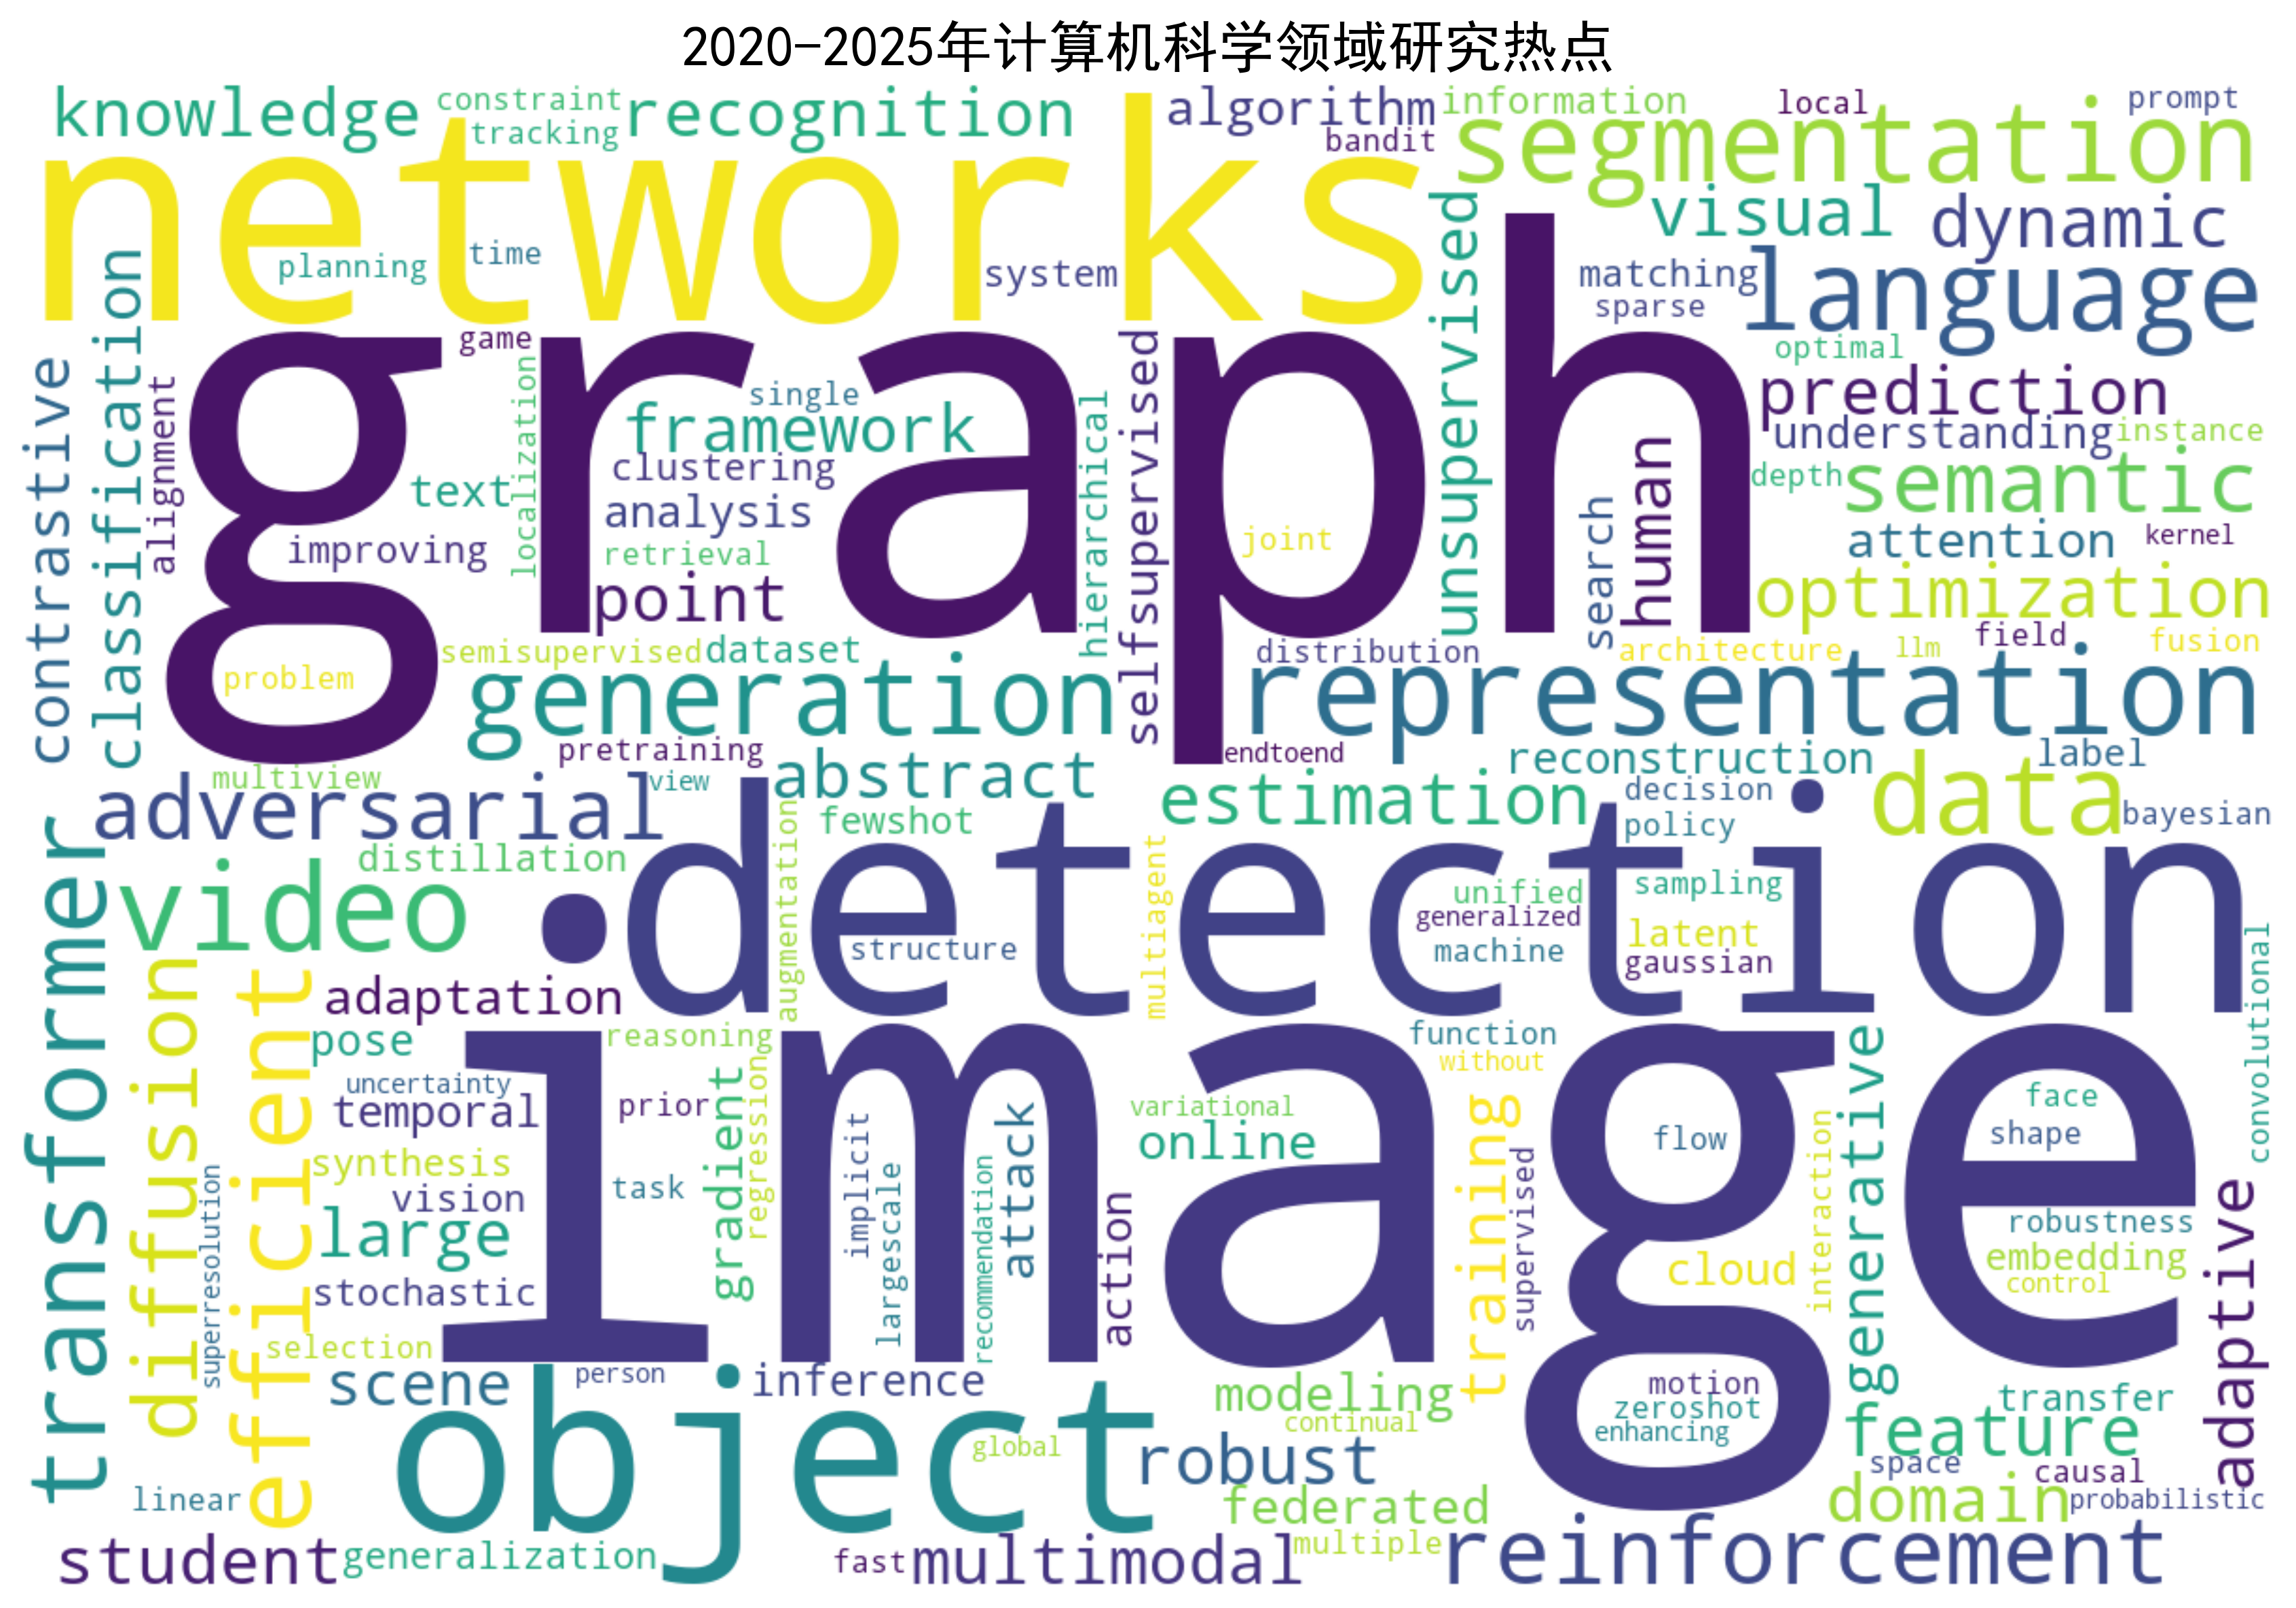 2020-2025年计算机科学领域研究热点
knowledge
constraint
tracking
recognition
algorithm
bandit
information
local
prompt
segmentation
networks
visual
dynamic
planning
time
system
matching
sparse
language
unsupervised
classification
contrastive
alignment
graph
game
single
framework
clustering
text
localization
analysis
improving
retrieval
point
hierarchical
selfsupervised
joint
search
human
optimal
prediction
understanding
instance
depth
semantic
attention
kernel
optimization
problem
semisupervised
dataset
distribution
architecture
llm
field
fusion
generation
representation
pretraining
endtoend
reconstruction
label
multiview
view
abstract
adversarial
fewshot
estimation
decision
policy
data
bayesian
distillation
video
augmentation
detection
multiagent
unified
sampling
generalized
structure
machine
latent
gaussian
convolutional
transformer
diffusion
efficient
adaptation
pose
reasoning
image
function
without
uncertainty
temporal
prior
gradient
regression
variational
online
synthesis
vision
task
implicit
largescale
recommendation
attack
action
training
supervised
flow
face
shape
interaction
generative
superresolution
large
stochastic
cloud
robustness
embedding
control
adaptive
selection
scene
person
inference
modeling
continual
motion
zeroshot
enhancing
transfer
feature
object
global
robust
space
causal
linear
federated
domain
probabilistic
student
generalization
fast
multimodal
multiple
reinforcement